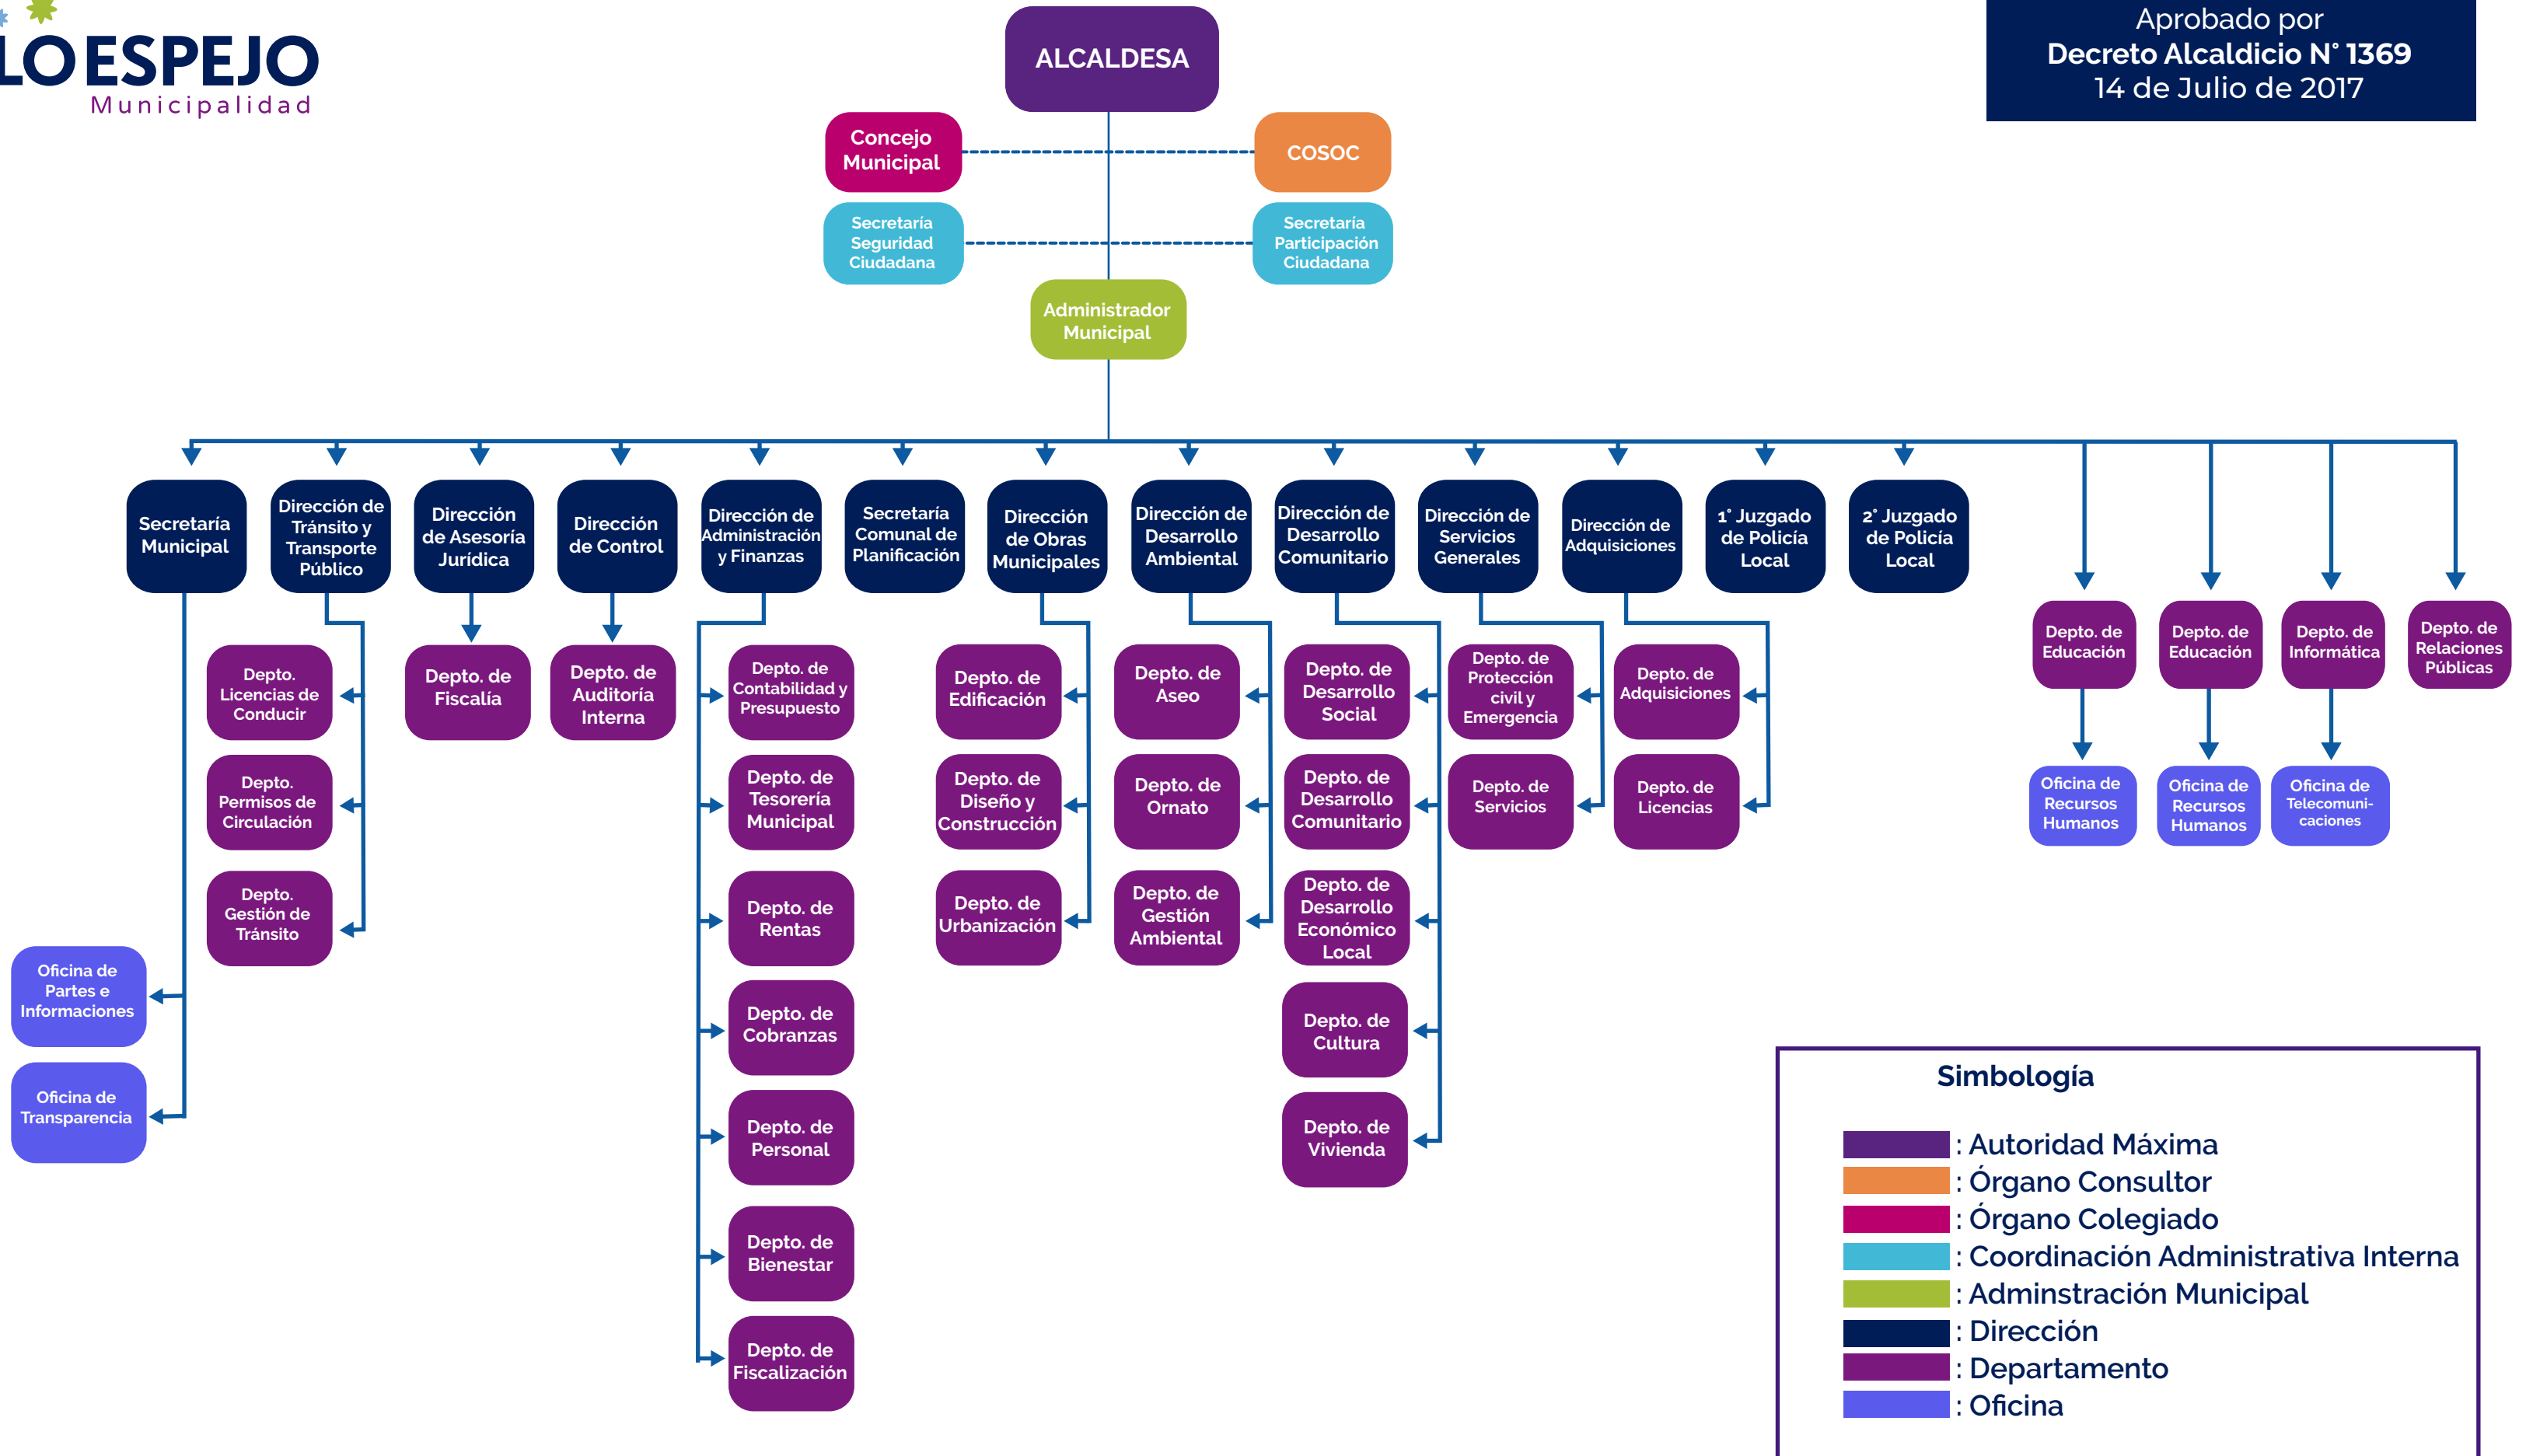 LO ESPEJO
Municipalidad
Aprobado por
Decreto Alcaldicio N° 1369
14 de Julio de 2017
ALCALDESA
Concejo
Municipal
COSOC
Secretaría
Seguridad
Ciudadana
Secretaría
Participación
Ciudadana
Administrador
Municipal
Secretaría
Municipal
Dirección de
Tránsito y
Transporte
Público
Dirección
de Asesoría
Jurídica
Dirección
de Control
Dirección de
Administración
y Finanzas
Secretaría
Comunal de
Planificación
Dirección
de Obras
Municipales
Dirección de
Desarrollo
Ambiental
Dirección de
Desarrollo
Comunitario
Dirección de
Servicios
Generales
Dirección de
Adquisiciones
1° Juzgado
de Policía
Local
2° Juzgado
de Policía
Local
Depto. de
Educación
Depto. de
Educación
Depto. de
Informática
Depto. de
Relaciones
Públicas
Oficina de
Recursos
Humanos
Oficina de
Recursos
Humanos
Oficina de
Telecomuni-
caciones
Oficina de
Partes e
Informaciones
Oficina de
Transparencia
Depto.
Licencias de
Conducir
Depto.
Permisos de
Circulación
Depto.
Gestión de
Tránsito
Depto. de
Fiscalía
Depto. de
Auditoría
Interna
Depto. de
Contabilidad y
Presupuesto
Depto. de
Tesorería
Municipal
Depto. de
Rentas
Depto. de
Cobranzas
Depto. de
Personal
Depto. de
Bienestar
Depto. de
Fiscalización
Depto. de
Edificación
Depto. de
Diseño y
Construcción
Depto. de
Urbanización
Depto. de
Aseo
Depto. de
Ornato
Depto. de
Gestión
Ambiental
Depto. de
Desarrollo
Social
Depto. de
Desarrollo
Comunitario
Depto. de
Desarrollo
Económico
Local
Depto. de
Cultura
Depto. de
Vivienda
Depto. de
Protección
civil y
Emergencia
Depto. de
Servicios
Depto. de
Adquisiciones
Depto. de
Licencias
Simbología
: Autoridad Máxima
: Órgano Consultor
: Órgano Colegiado
: Coordinación Administrativa Interna
: Adminstración Municipal
: Dirección
: Departamento
: Oficina